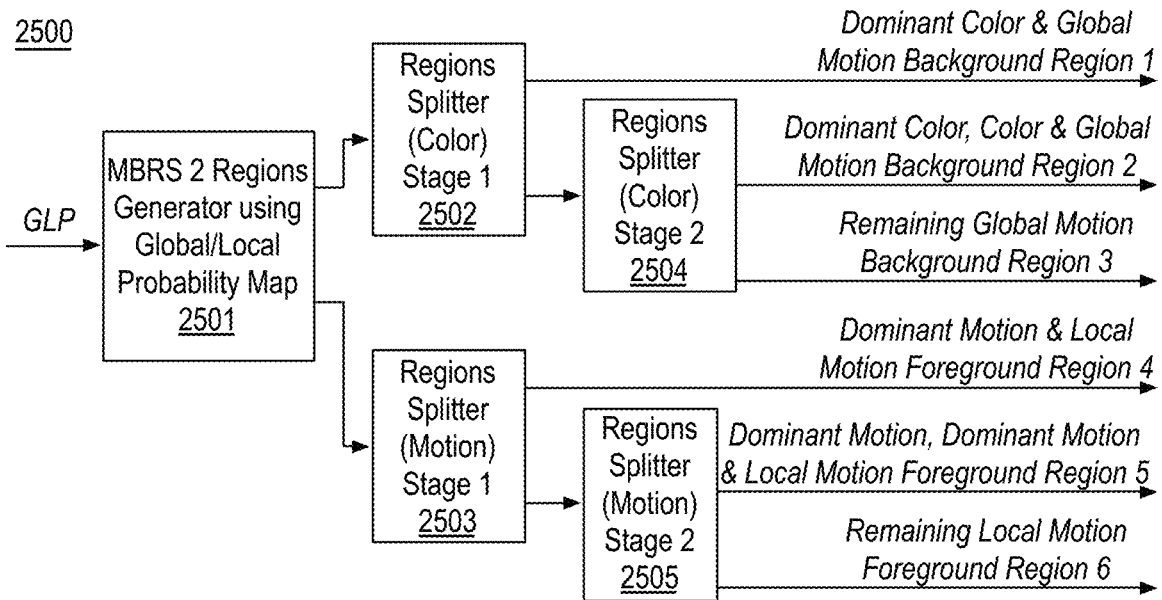 2500
GLP
MBRS 2 Regions
Generator using
Global/Local
Probability Map
2501
Regions
Splitter
(Color)
Stage 1
2502
Regions
Splitter
(Color)
Stage 2
2504
Dominant Color & Global
Motion Background Region 1
Dominant Color, Color & Global
Motion Background Region 2
Remaining Global Motion
Background Region 3
Regions
Splitter
(Motion)
Stage 1
2503
Regions
Splitter
(Motion)
Stage 2
2505
Dominant Motion & Local
Motion Foreground Region 4
Dominant Motion, Dominant Motion
& Local Motion Foreground Region 5
Remaining Local Motion
Foreground Region 6